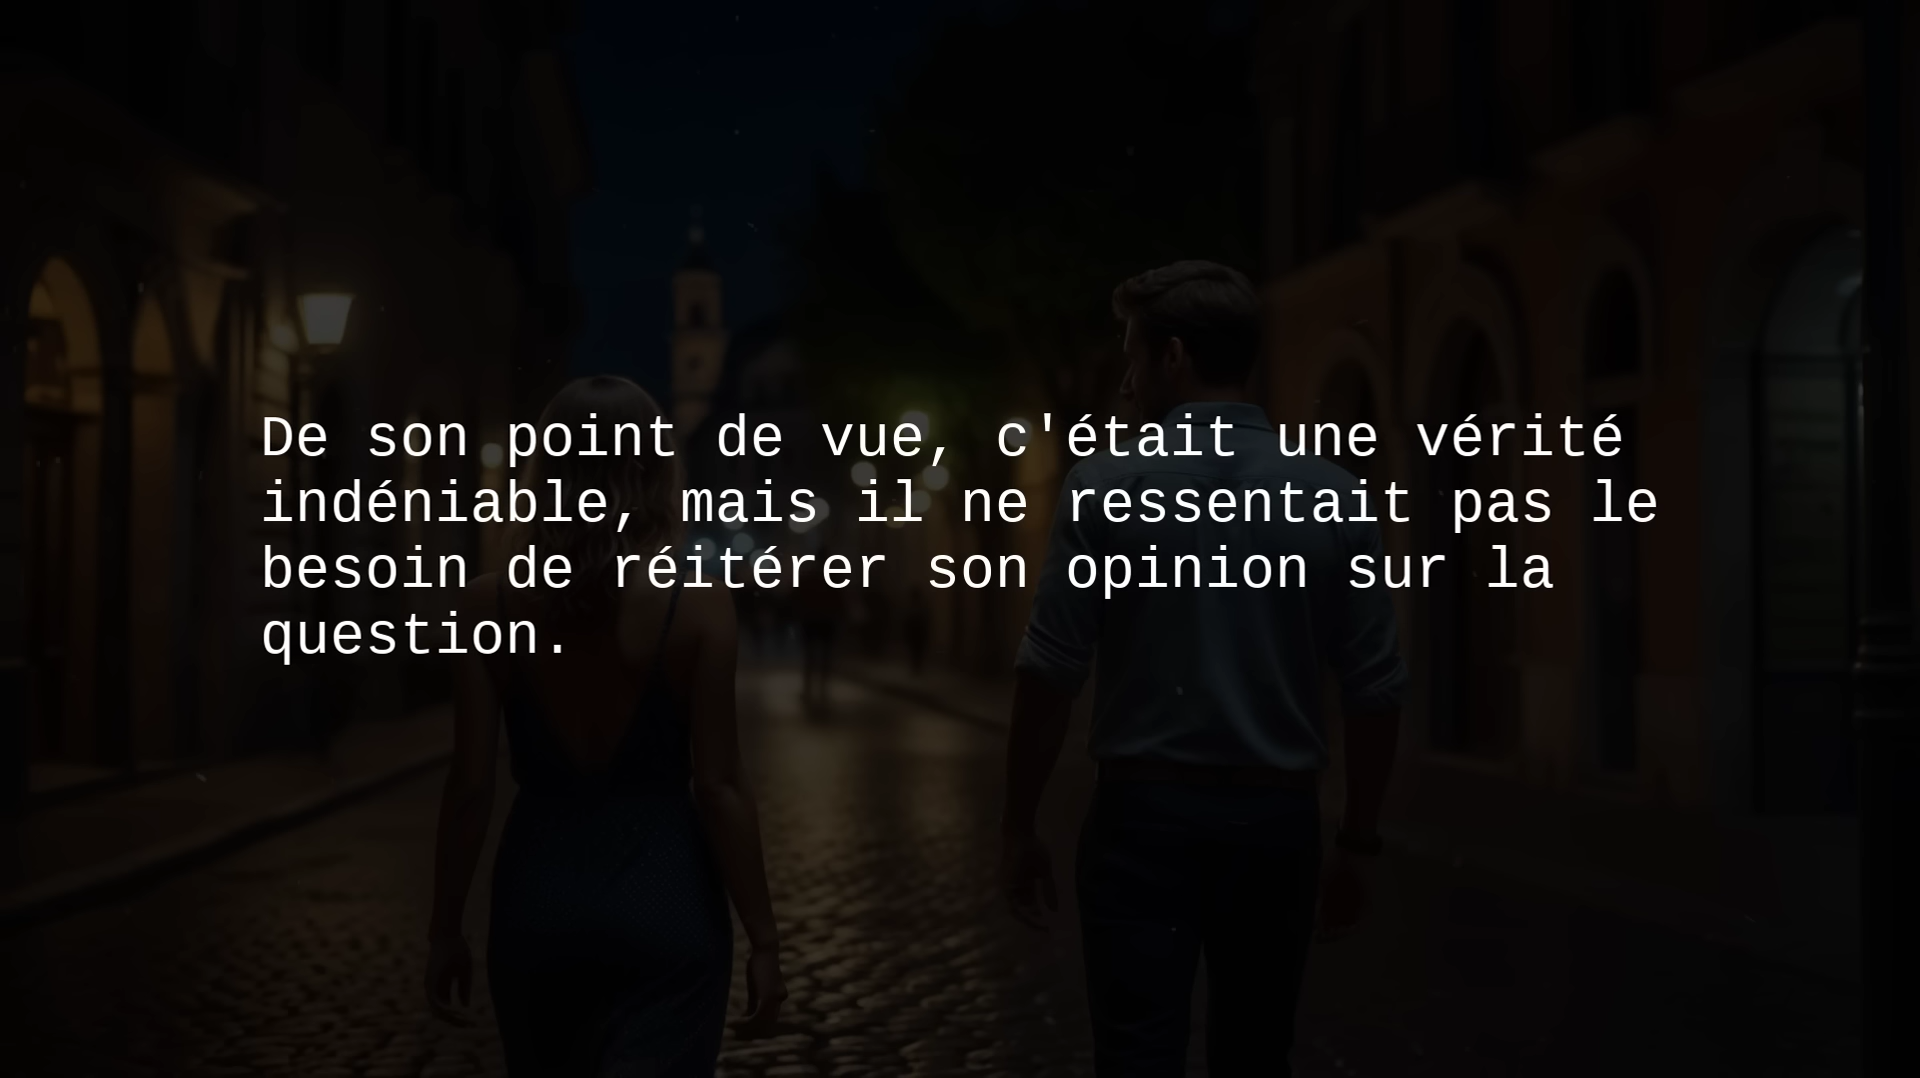 De son point de vue, c'était une vérité
indéniable, mais il ne ressentait pas le
besoin de réitérer son opinion sur la
question.